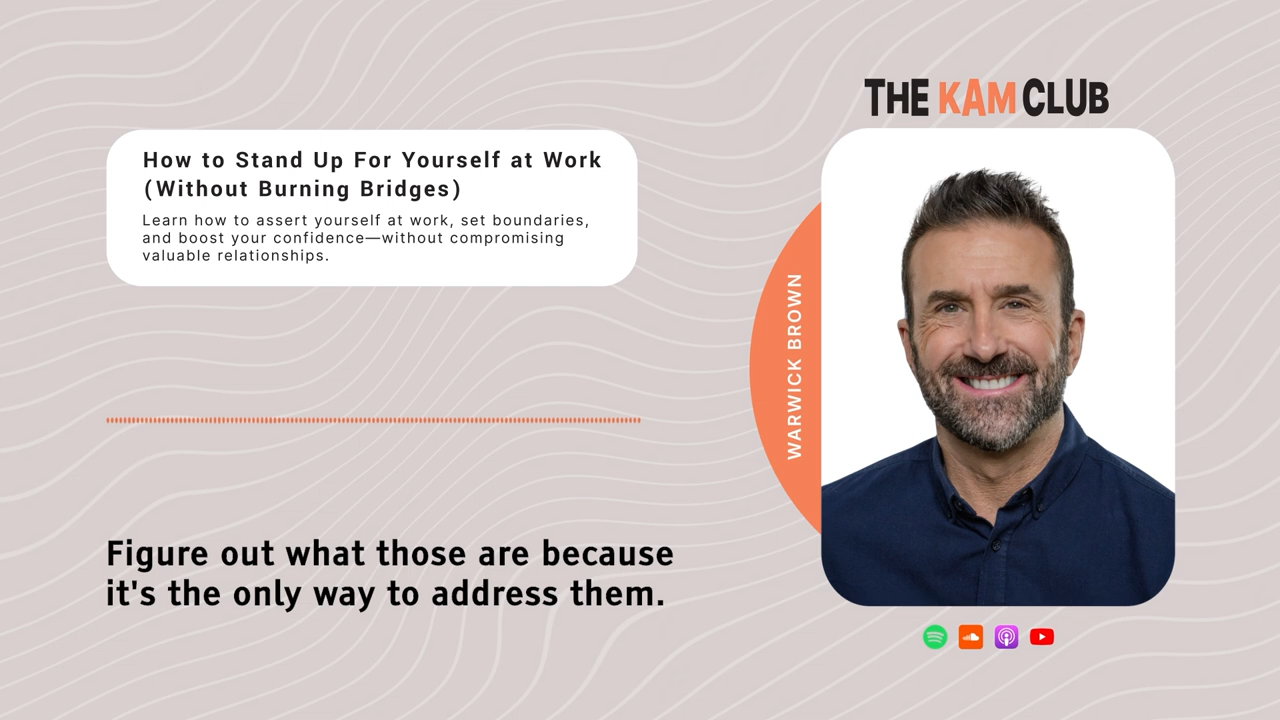 THE KAM CLUB
How to Stand Up For Yourself at Work
(Without Burning Bridges)
Learn how to assert yourself at work, set boundaries,
and boost your confidence—without compromising
valuable relationships.
WARWICK BROWN
Figure out what those are because
it's the only way to address them.